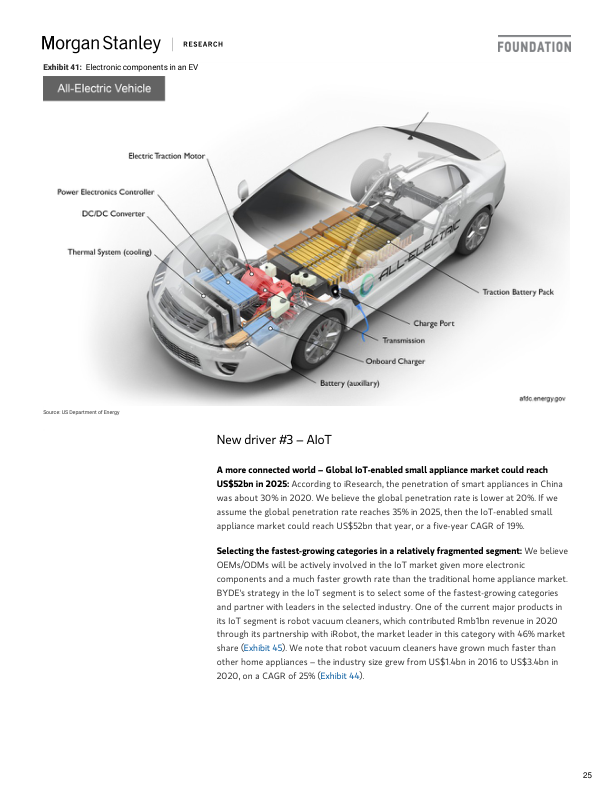 Morgan Stanley | RESEARCH
FOUNDATION
Exhibit 41: Electronic components in an EV
All-Electric Vehicle
Electric Traction Motor
Power Electronics Controller
DC/DC Converter
Thermal System (cooling)
ALL-ELECTRIC
Traction Battery Pack
Charge Port
Transmission
Onboard Charger
Battery (auxillary)
afdc.energy.gov
Source: US Department of Energy
New driver #3 – AIoT
A more connected world – Global IoT-enabled small appliance market could reach
US$52bn in 2025: According to iResearch, the penetration of smart appliances in China
was about 30% in 2020. We believe the global penetration rate is lower at 20%. If we
assume the global penetration rate reaches 35% in 2025, then the IoT-enabled small
appliance market could reach US$52bn that year, or a five-year CAGR of 19%.
Selecting the fastest-growing categories in a relatively fragmented segment: We believe
OEMs/ODMs will be actively involved in the IoT market given more electronic
components and a much faster growth rate than the traditional home appliance market.
BYDE's strategy in the IoT segment is to select some of the fastest-growing categories
and partner with leaders in the selected industry. One of the current major products in
its IoT segment is robot vacuum cleaners, which contributed Rmb1bn revenue in 2020
through its partnership with iRobot, the market leader in this category with 46% market
share (Exhibit 45). We note that robot vacuum cleaners have grown much faster than
other home appliances – the industry size grew from US$1.4bn in 2016 to US$3.4bn in
2020, on a CAGR of 25% (Exhibit 44).
25